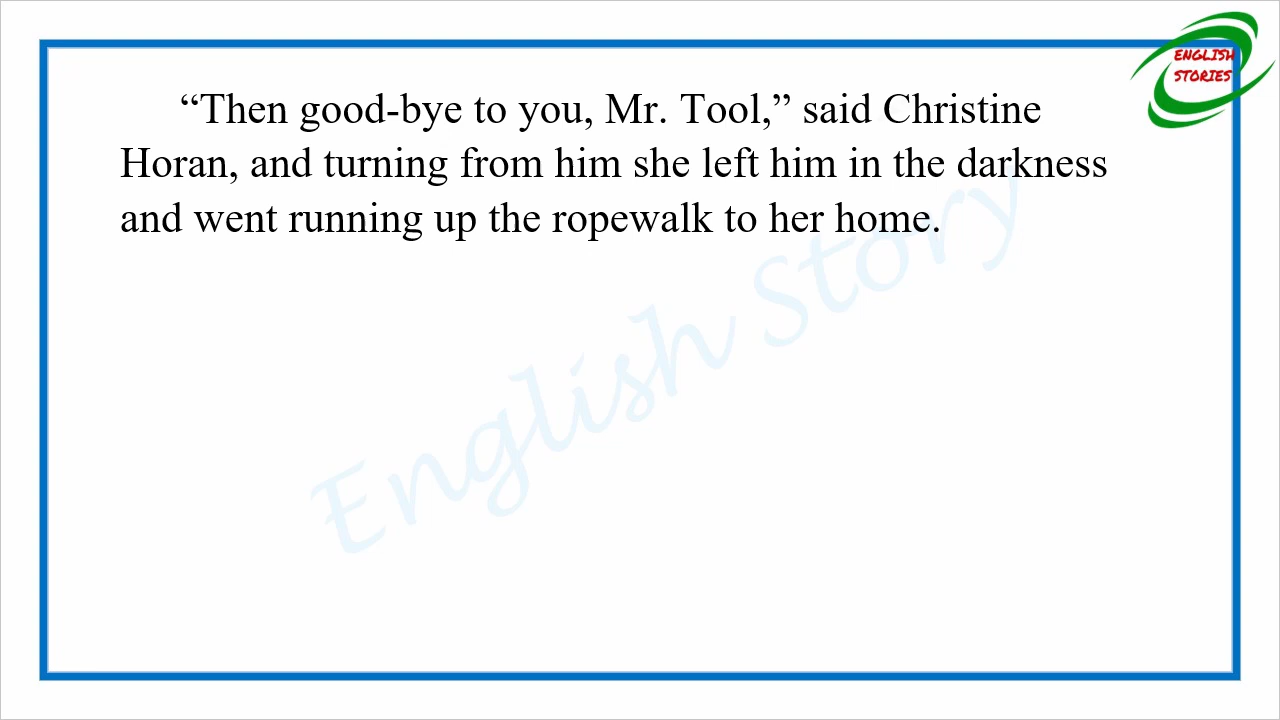 ENGLISH
STORIES
“Then good-bye to you, Mr. Tool,” said Christine
Horan, and turning from him she left him in the darkness
and went running up the ropewalk to her home.
English Story